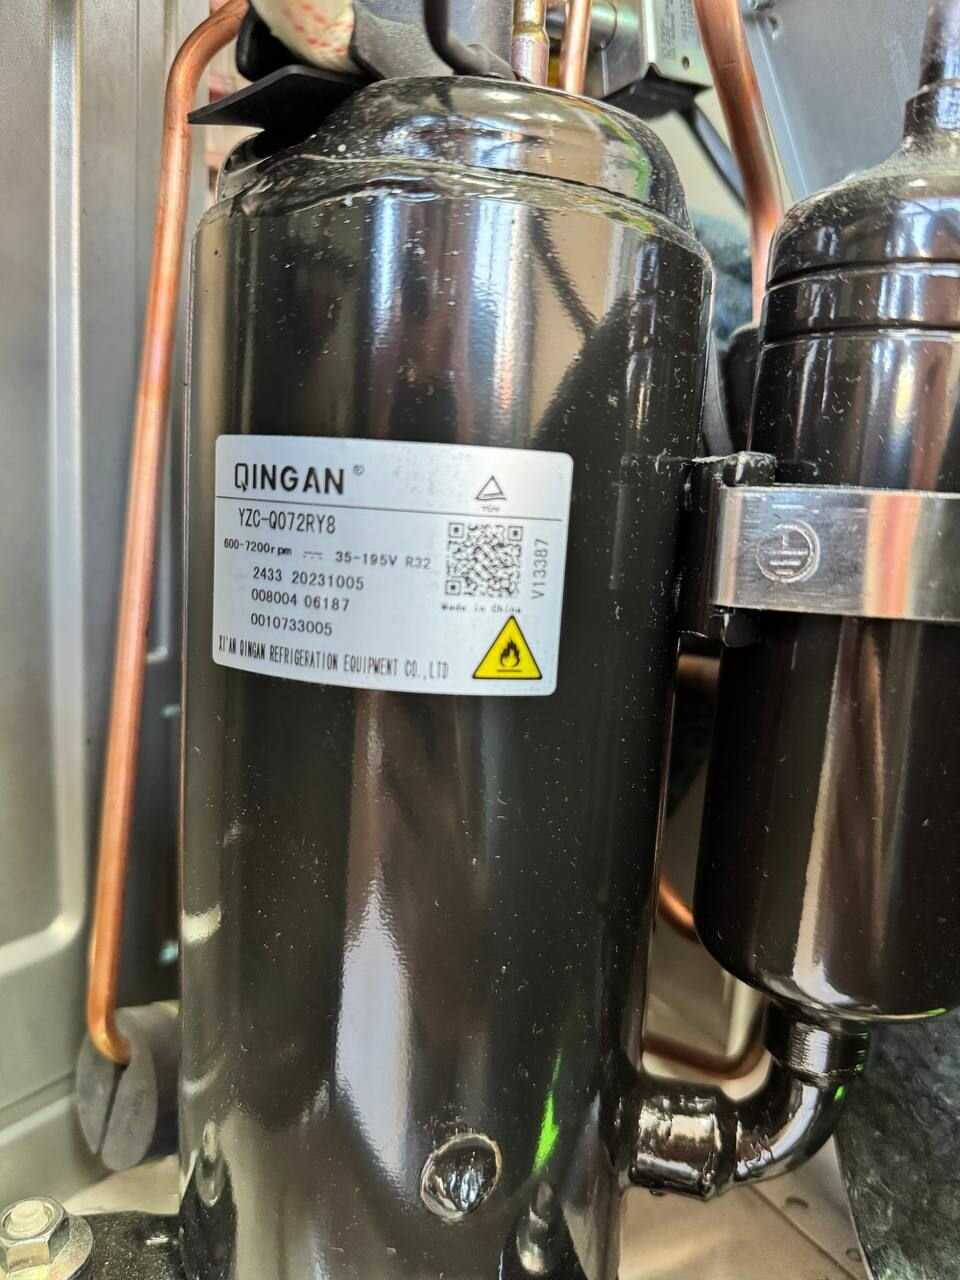 QINGAN®
TÜV
YZC-Q072RY8
600-7200rpm 35-195V R32
2433 20231005
008004 06187
0010733005
V13387
Made in China
XI'AN QINGAN REFRIGERATION EQUIPMENT CO.,LTD